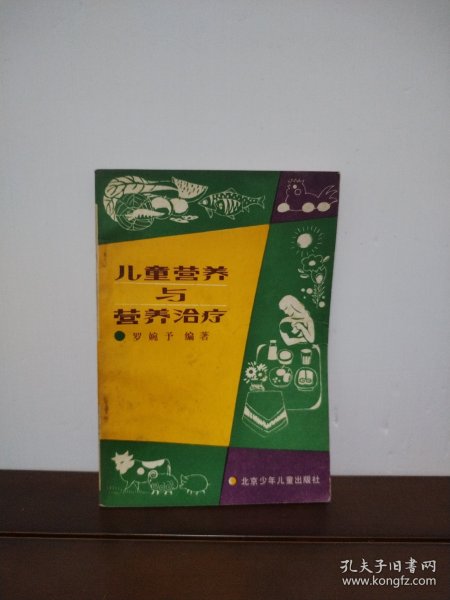 儿童营养
与
营养治疗
罗婉予 编著
北京少年儿童出版社
孔夫子旧书网
www.kongfz.com